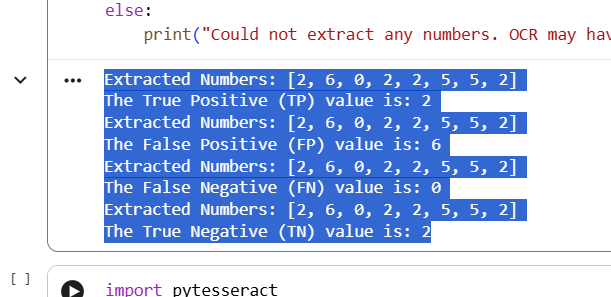 else:
print("Could not extract any numbers. OCR may hav
Extracted Numbers: [2, 6, 0, 2, 2, 5, 5, 2]
The True Positive (TP) value is: 2
Extracted Numbers: [2, 6, 0, 2, 2, 5, 5, 2]
The False Positive (FP) value is: 6
Extracted Numbers: [2, 6, 0, 2, 2, 5, 5, 2]
The False Negative (FN) value is: 0
Extracted Numbers: [2, 6, 0, 2, 2, 5, 5, 2]
The True Negative (TN) value is: 2
[ ]
import pytesseract